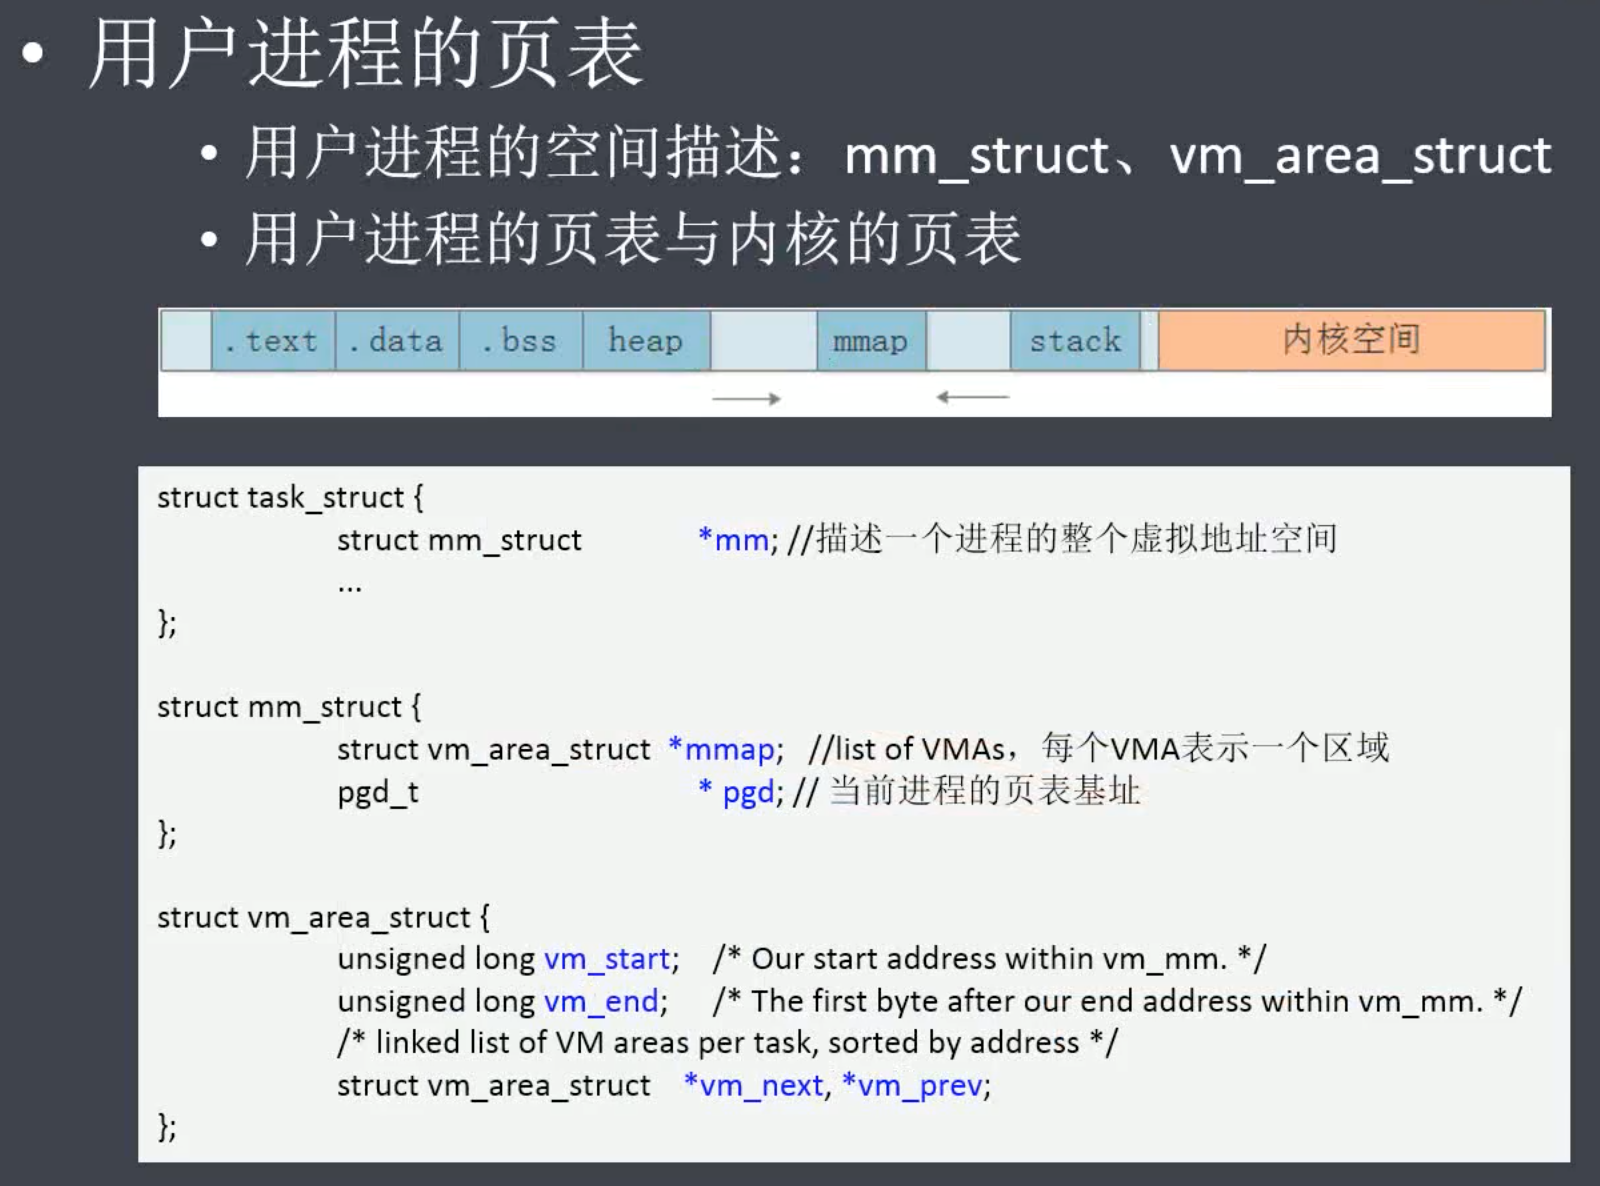 • 用户进程的页表
• 用户进程的空间描述：mm_struct、vm_area_struct
• 用户进程的页表与内核的页表
.text .data .bss heap mmap stack 内核空间
struct task_struct {
struct mm_struct *mm; //描述一个进程的整个虚拟地址空间
...
};
struct mm_struct {
struct vm_area_struct *mmap; //list of VMAs，每个VMA表示一个区域
pgd_t * pgd; // 当前进程的页表基址
};
struct vm_area_struct {
unsigned long vm_start; /* Our start address within vm_mm. */
unsigned long vm_end; /* The first byte after our end address within vm_mm. */
/* linked list of VM areas per task, sorted by address */
struct vm_area_struct *vm_next, *vm_prev;
};